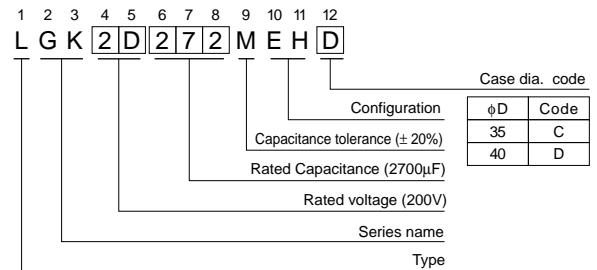 1 2 3 4 5 6 7 8 9 10 11 12
L G K 2 D 2 7 2 M E H D
Case dia. code
Configuration
φD Code
Capacitance tolerance (± 20%)
35 C
40 D
Rated Capacitance (2700μF)
Rated voltage (200V)
Series name
Type